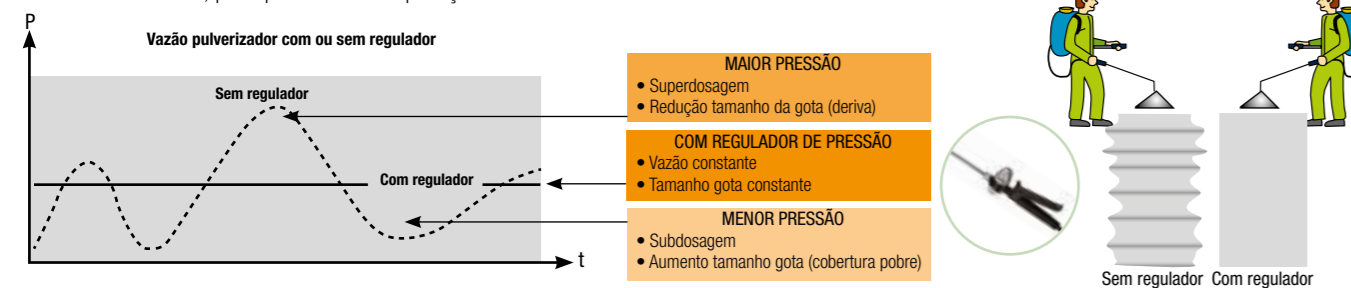 P
Vazão pulverizador com ou sem regulador
Sem regulador
Com regulador
t
MAIOR PRESSÃO
• Superdosagem
• Redução tamanho da gota (deriva)
COM REGULADOR DE PRESSÃO
• Vazão constante
• Tamanho gota constante
MENOR PRESSÃO
• Subdosagem
• Aumento tamanho gota (cobertura pobre)
Sem regulador
Com regulador